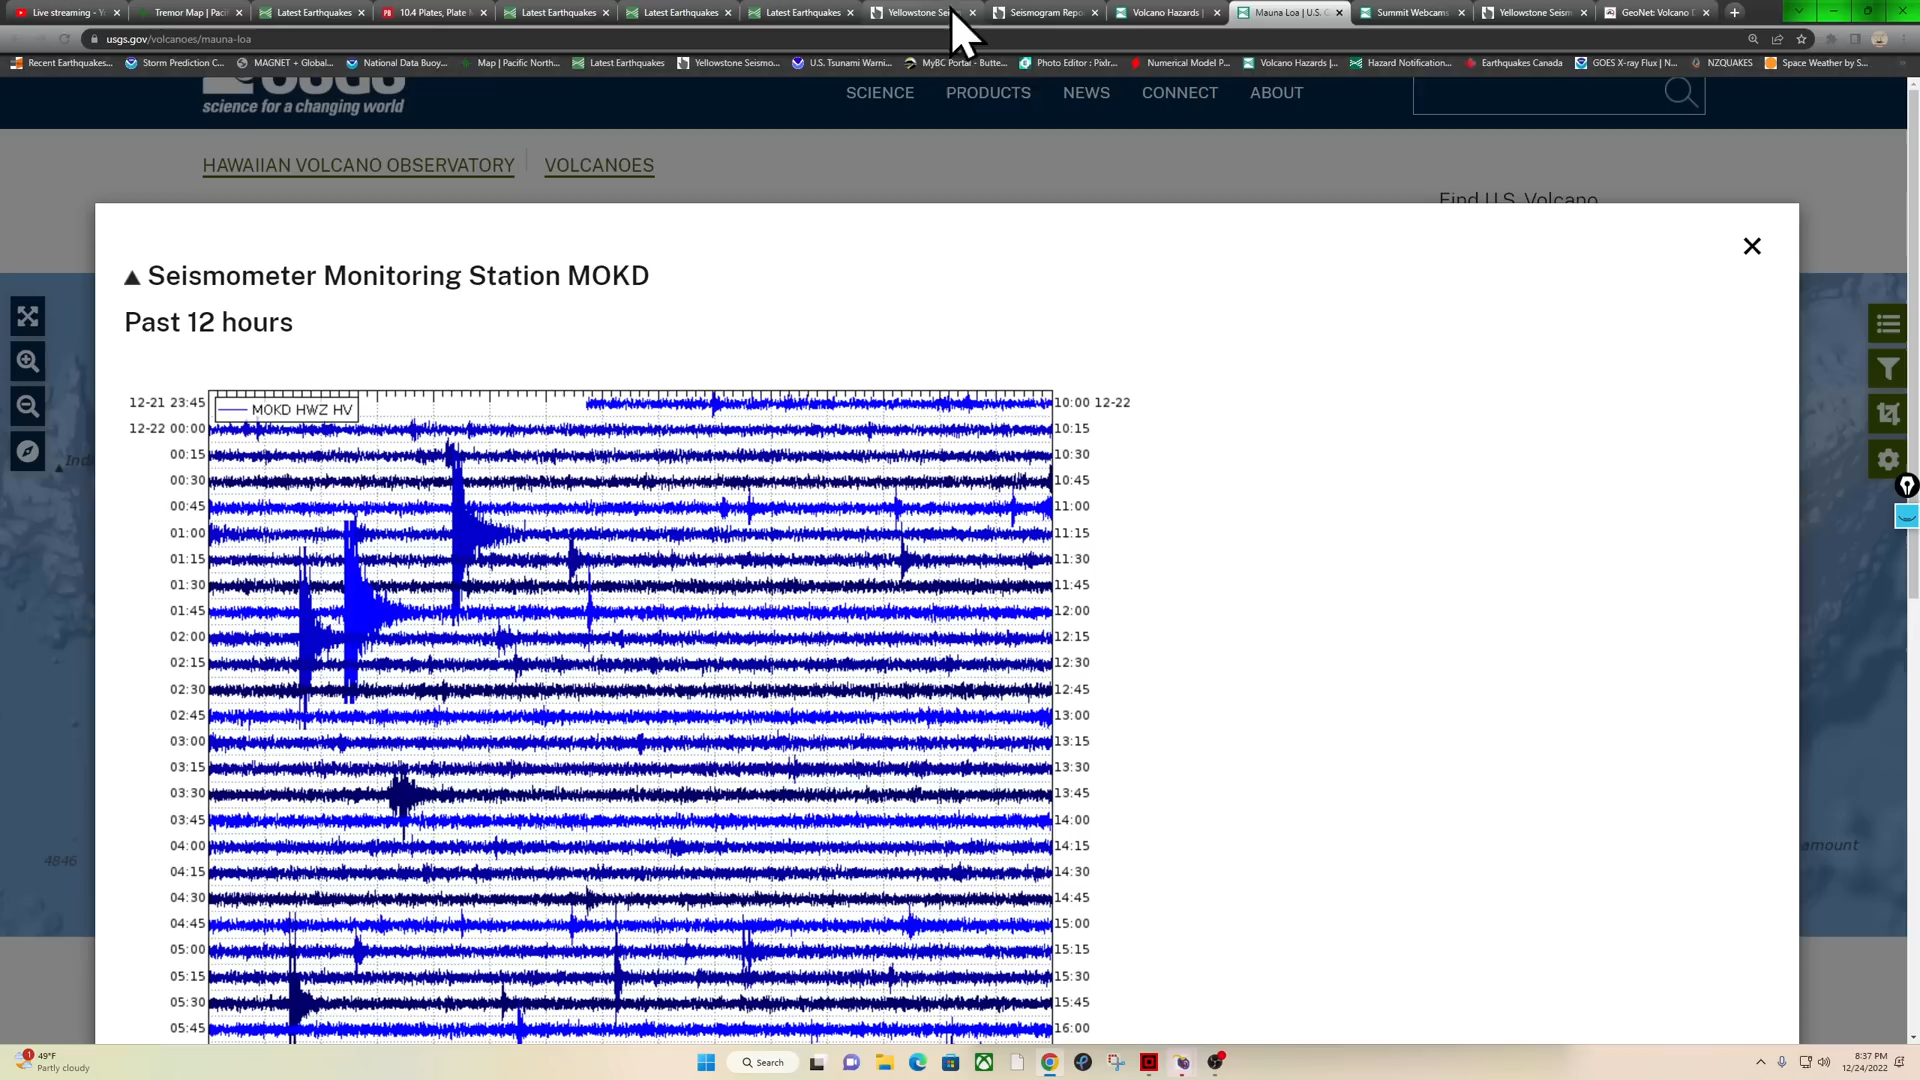 Live streaming - Y
Tremor Map | Pacif
Latest Earthquakes
10.4 Plates, Plate M
Latest Earthquakes
Latest Earthquakes
Latest Earthquakes
Yellowstone Sei
Seismogram Repo
Volcano Hazards |
Mauna Loa | U.S. G
Summit Webcams
Yellowstone Seism
GeoNet: Volcano D
usgs.gov/volcanoes/mauna-loa
Recent Earthquakes...
Storm Prediction C...
MAGNET + Global...
National Data Buoy...
Map | Pacific North...
Latest Earthquakes
Yellowstone Seismo...
U.S. Tsunami Warni...
MyBC Portal - Butte...
Photo Editor : Pixlr...
Numerical Model P...
Volcano Hazards |...
Hazard Notification...
Earthquakes Canada
GOES X-ray Flux | N...
NZQUAKES
Space Weather by S...
science for a changing world
SCIENCE PRODUCTS NEWS CONNECT ABOUT
HAWAIIAN VOLCANO OBSERVATORY VOLCANOES
Find U.S. Volcano
▲ Seismometer Monitoring Station MOKD
Past 12 hours
12-21 23:45 MOKD HWZ HV 10:00 12-22
12-22 00:00 10:15
00:15 10:30
00:30 10:45
00:45 11:00
01:00 11:15
01:15 11:30
01:30 11:45
01:45 12:00
02:00 12:15
02:15 12:30
02:30 12:45
02:45 13:00
03:00 13:15
03:15 13:30
03:30 13:45
03:45 14:00
04:00 14:15
04:15 14:30
04:30 14:45
04:45 15:00
05:00 15:15
05:15 15:30
05:30 15:45
05:45 16:00
Indi
4846
amount
1
49°F
Partly cloudy
Search
8:37 PM
12/24/2022